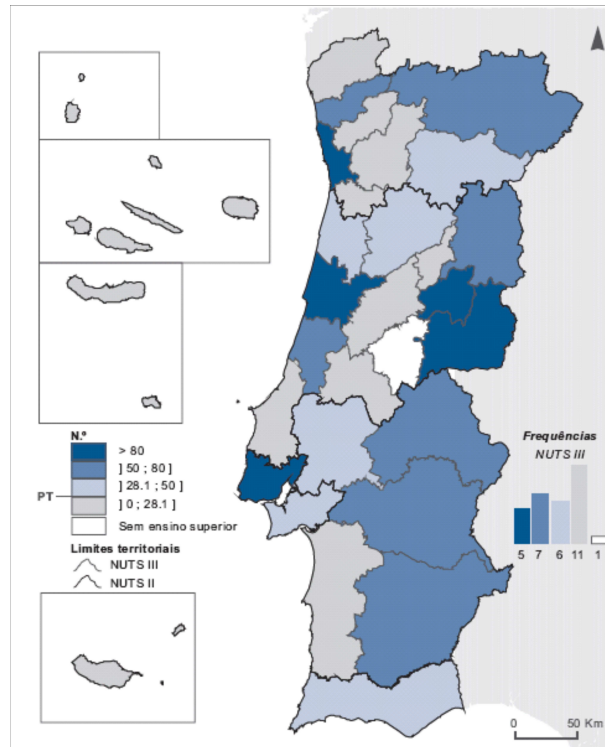 N.º
> 80
] 50 ; 80 ]
] 28.1 ; 50 ]
PT
] 0 ; 28.1 ]
Sem ensino superior
Limites territoriais
NUTS III
NUTS II
Frequências
NUTS III
5 7 6 11 1
0 50 Km